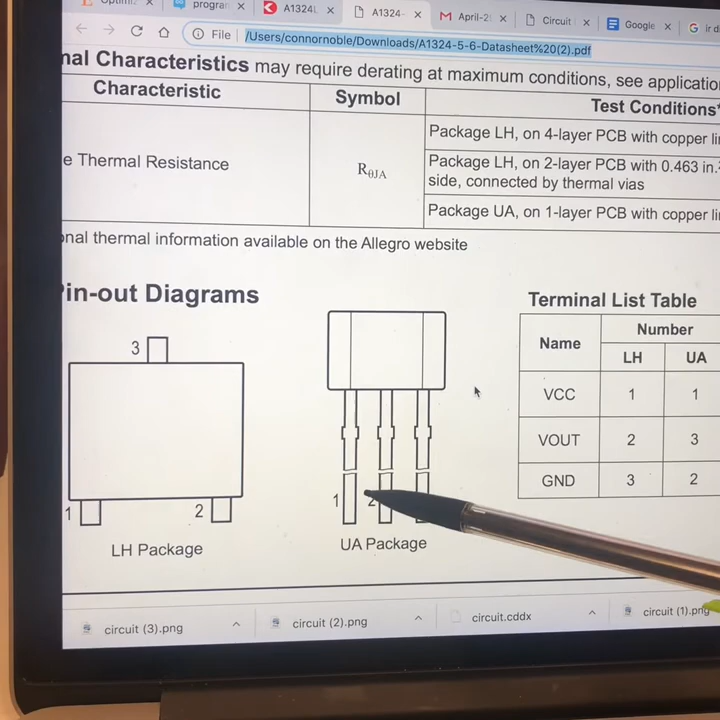 progra
A1324L
A1324-
April-2
Circuit
Google
File | /Users/connornoble/Downloads/A1324-5-6-Datasheet%20(2).pdf
nal Characteristics may require derating at maximum conditions, see applicatio
Characteristic
Symbol
Test Conditions*
e Thermal Resistance
RθJA
Package LH, on 4-layer PCB with copper li
Package LH, on 2-layer PCB with 0.463 in.²
side, connected by thermal vias
Package UA, on 1-layer PCB with copper li
onal thermal information available on the Allegro website
in-out Diagrams
3
1
2
LH Package
1
2
UA Package
Terminal List Table
Name
Number
LH
UA
VCC
1
1
VOUT
2
3
GND
3
2
circuit (3).png
circuit (2).png
circuit.cddx
circuit (1).png